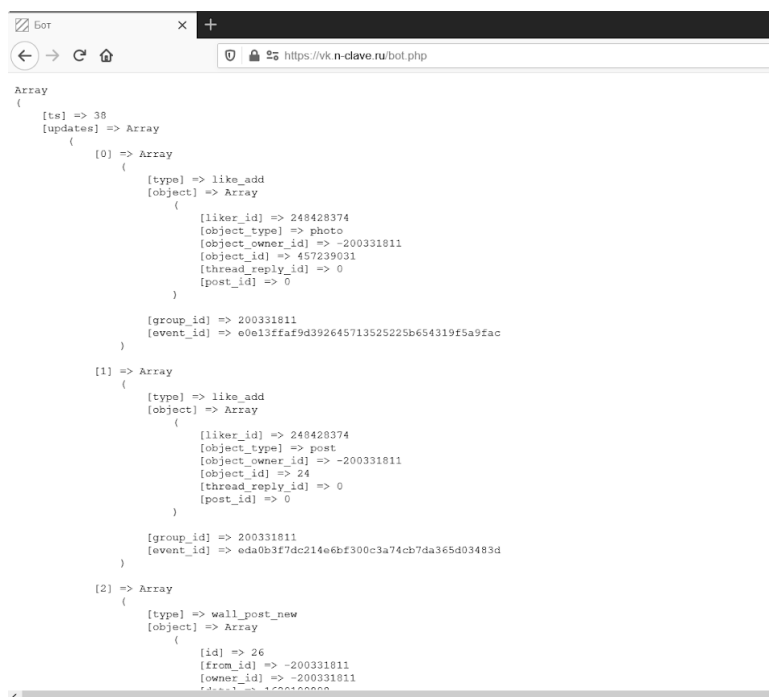 Бот
https://vk.n-clave.ru/bot.php
Array
(
[ts] => 38
[updates] => Array
(
[0] => Array
(
[type] => like_add
[object] => Array
(
[liker_id] => 248428374
[object_type] => photo
[object_owner_id] => -200331811
[object_id] => 457239031
[thread_reply_id] => 0
[post_id] => 0
)
[group_id] => 200331811
[event_id] => e0e13ffaf9d392645713525225b654319f5a9fac
)
[1] => Array
(
[type] => like_add
[object] => Array
(
[liker_id] => 248428374
[object_type] => post
[object_owner_id] => -200331811
[object_id] => 24
[thread_reply_id] => 0
[post_id] => 0
)
[group_id] => 200331811
[event_id] => eda0b3f7dc214e6bf300c3a74cb7da365d03483d
)
[2] => Array
(
[type] => wall_post_new
[object] => Array
(
[id] => 26
[from_id] => -200331811
[owner_id] => -200331811